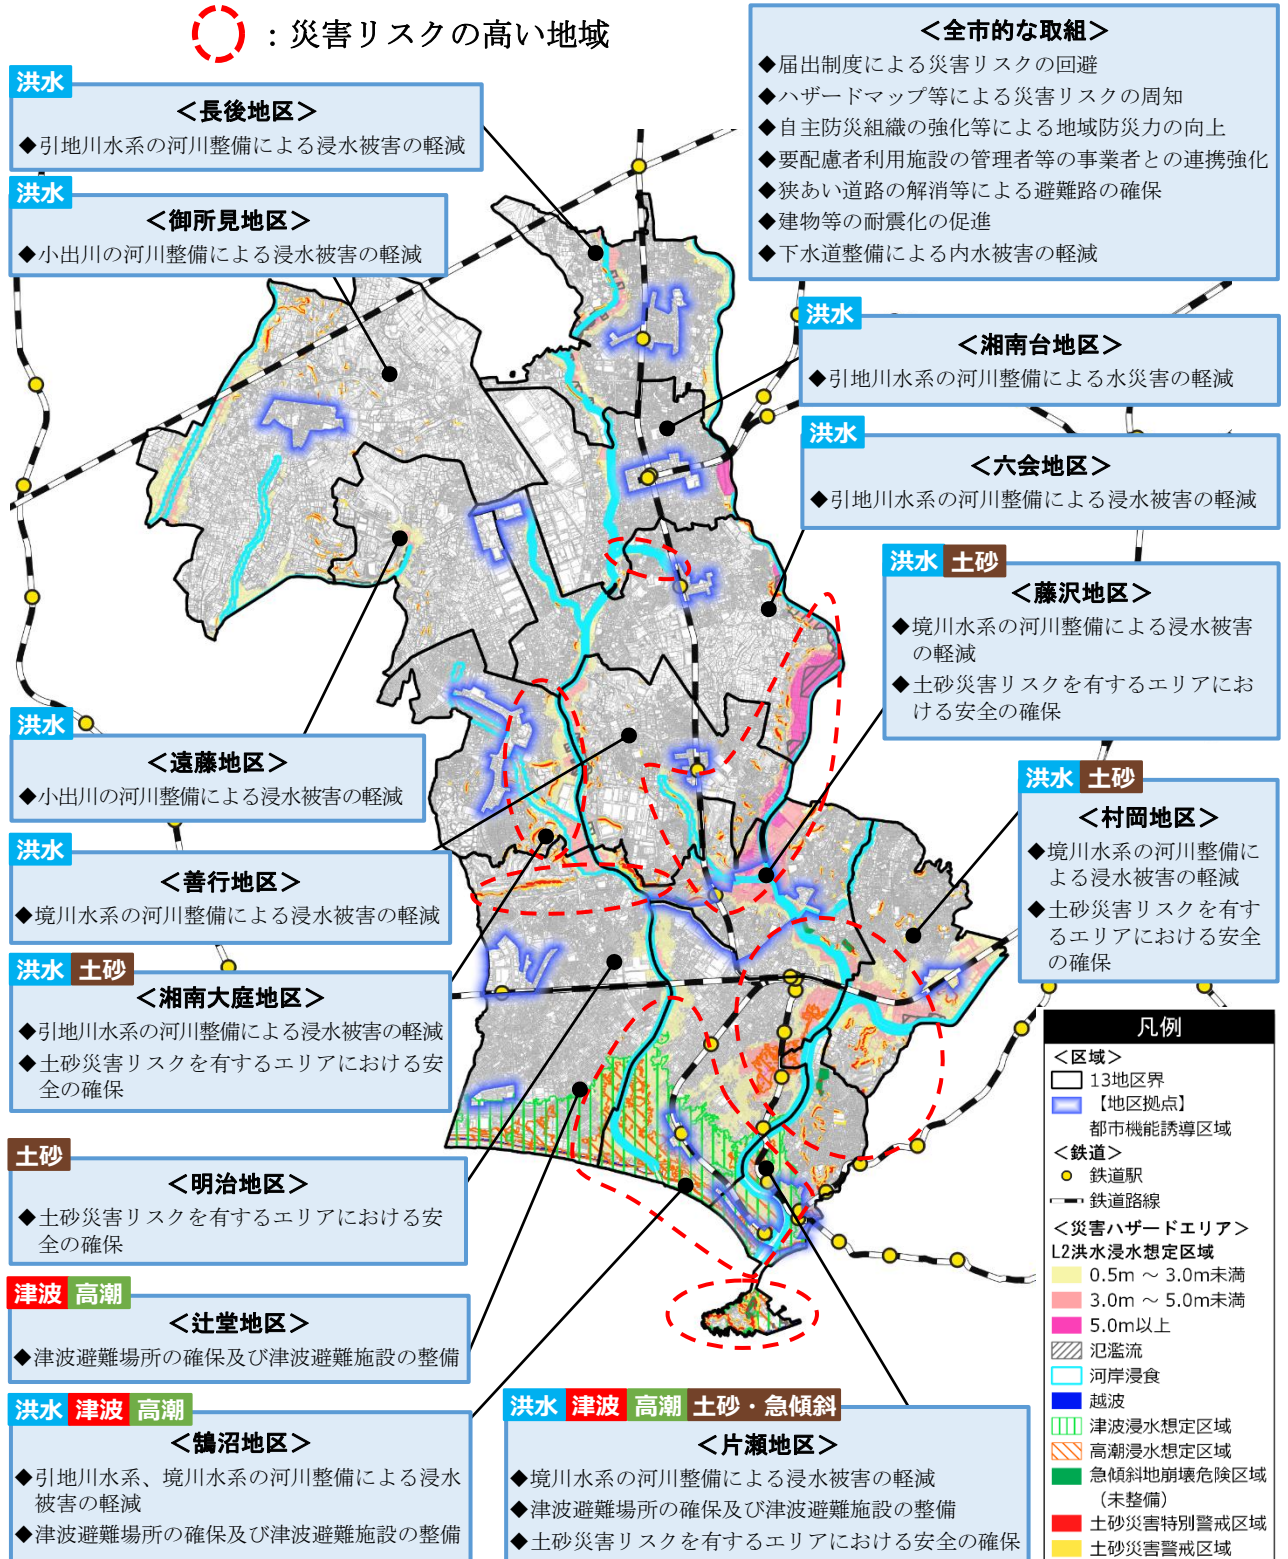 ：災害リスクの高い地域
＜全市的な取組＞
◆届出制度による災害リスクの回避
◆ハザードマップ等による災害リスクの周知
◆自主防災組織の強化等による地域防災力の向上
◆要配慮者利用施設の管理者等の事業者との連携強化
◆狭あい道路の解消等による避難路の確保
◆建物等の耐震化の促進
◆下水道整備による内水被害の軽減
洪水
＜長後地区＞
◆引地川水系の河川整備による浸水被害の軽減
洪水
＜御所見地区＞
◆小出川の河川整備による浸水被害の軽減
洪水
＜湘南台地区＞
◆引地川水系の河川整備による水災害の軽減
洪水
＜六会地区＞
◆引地川水系の河川整備による浸水被害の軽減
洪水 土砂
＜藤沢地区＞
◆境川水系の河川整備による浸水被害
の軽減
◆土砂災害リスクを有するエリアにお
ける安全の確保
洪水
＜遠藤地区＞
◆小出川の河川整備による浸水被害の軽減
洪水 土砂
＜村岡地区＞
◆境川水系の河川整備に
よる浸水被害の軽減
◆土砂災害リスクを有す
るエリアにおける安全
の確保
洪水
＜善行地区＞
◆境川水系の河川整備による浸水被害の軽減
洪水 土砂
＜湘南大庭地区＞
◆引地川水系の河川整備による浸水被害の軽減
◆土砂災害リスクを有するエリアにおける安
全の確保
土砂
＜明治地区＞
◆土砂災害リスクを有するエリアにおける安
全の確保
津波 高潮
＜辻堂地区＞
◆津波避難場所の確保及び津波避難施設の整備
洪水 津波 高潮
＜鵠沼地区＞
◆引地川水系、境川水系の河川整備による浸水
被害の軽減
◆津波避難場所の確保及び津波避難施設の整備
洪水 津波 高潮 土砂・急傾斜
＜片瀬地区＞
◆境川水系の河川整備による浸水被害の軽減
◆津波避難場所の確保及び津波避難施設の整備
◆土砂災害リスクを有するエリアにおける安全の確保
凡例
＜区域＞
13地区界
【地区拠点】
都市機能誘導区域
＜鉄道＞
鉄道駅
鉄道路線
＜災害ハザードエリア＞
L2洪水浸水想定区域
0.5m ～ 3.0m未満
3.0m ～ 5.0m未満
5.0m以上
氾濫流
河岸浸食
越波
津波浸水想定区域
高潮浸水想定区域
急傾斜地崩壊危険区域
（未整備）
土砂災害特別警戒区域
土砂災害警戒区域